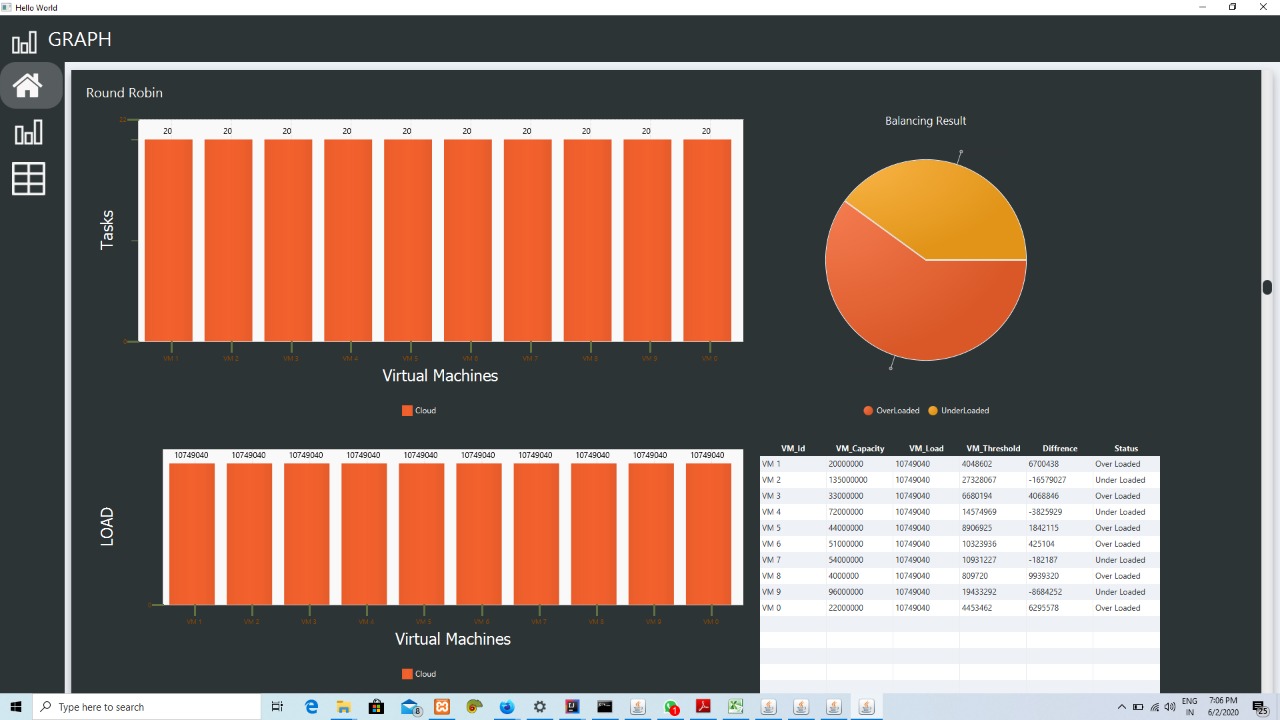 Hello World
GRAPH
Round Robin
22
20 20 20 20 20 20 20 20 20 20
Tasks
0
VM 1 VM 2 VM 3 VM 4 VM 5 VM 6 VM 7 VM 8 VM 9 VM 0
Virtual Machines
Cloud
Balancing Result
OverLoaded UnderLoaded
10749040 10749040 10749040 10749040 10749040 10749040 10749040 10749040 10749040 10749040
LOAD
VM 1 VM 2 VM 3 VM 4 VM 5 VM 6 VM 7 VM 8 VM 9 VM 0
Virtual Machines
Cloud
VM_Id VM_Capacity VM_Load VM_Threshold Diffrence Status
VM 1 20000000 10749040 4048602 6700438 Over Loaded
VM 2 135000000 10749040 27328067 -16579027 Under Loaded
VM 3 33000000 10749040 6680194 4068846 Over Loaded
VM 4 72000000 10749040 14574969 -3825929 Under Loaded
VM 5 44000000 10749040 8906925 1842115 Over Loaded
VM 6 51000000 10749040 10323936 425104 Over Loaded
VM 7 54000000 10749040 10931227 -182187 Under Loaded
VM 8 4000000 10749040 809720 9939320 Over Loaded
VM 9 96000000 10749040 19433292 -8684252 Under Loaded
VM 0 22000000 10749040 4453462 6295578 Over Loaded
Type here to search
8
1
ENG
IN
7:06 PM
6/2/2020
25